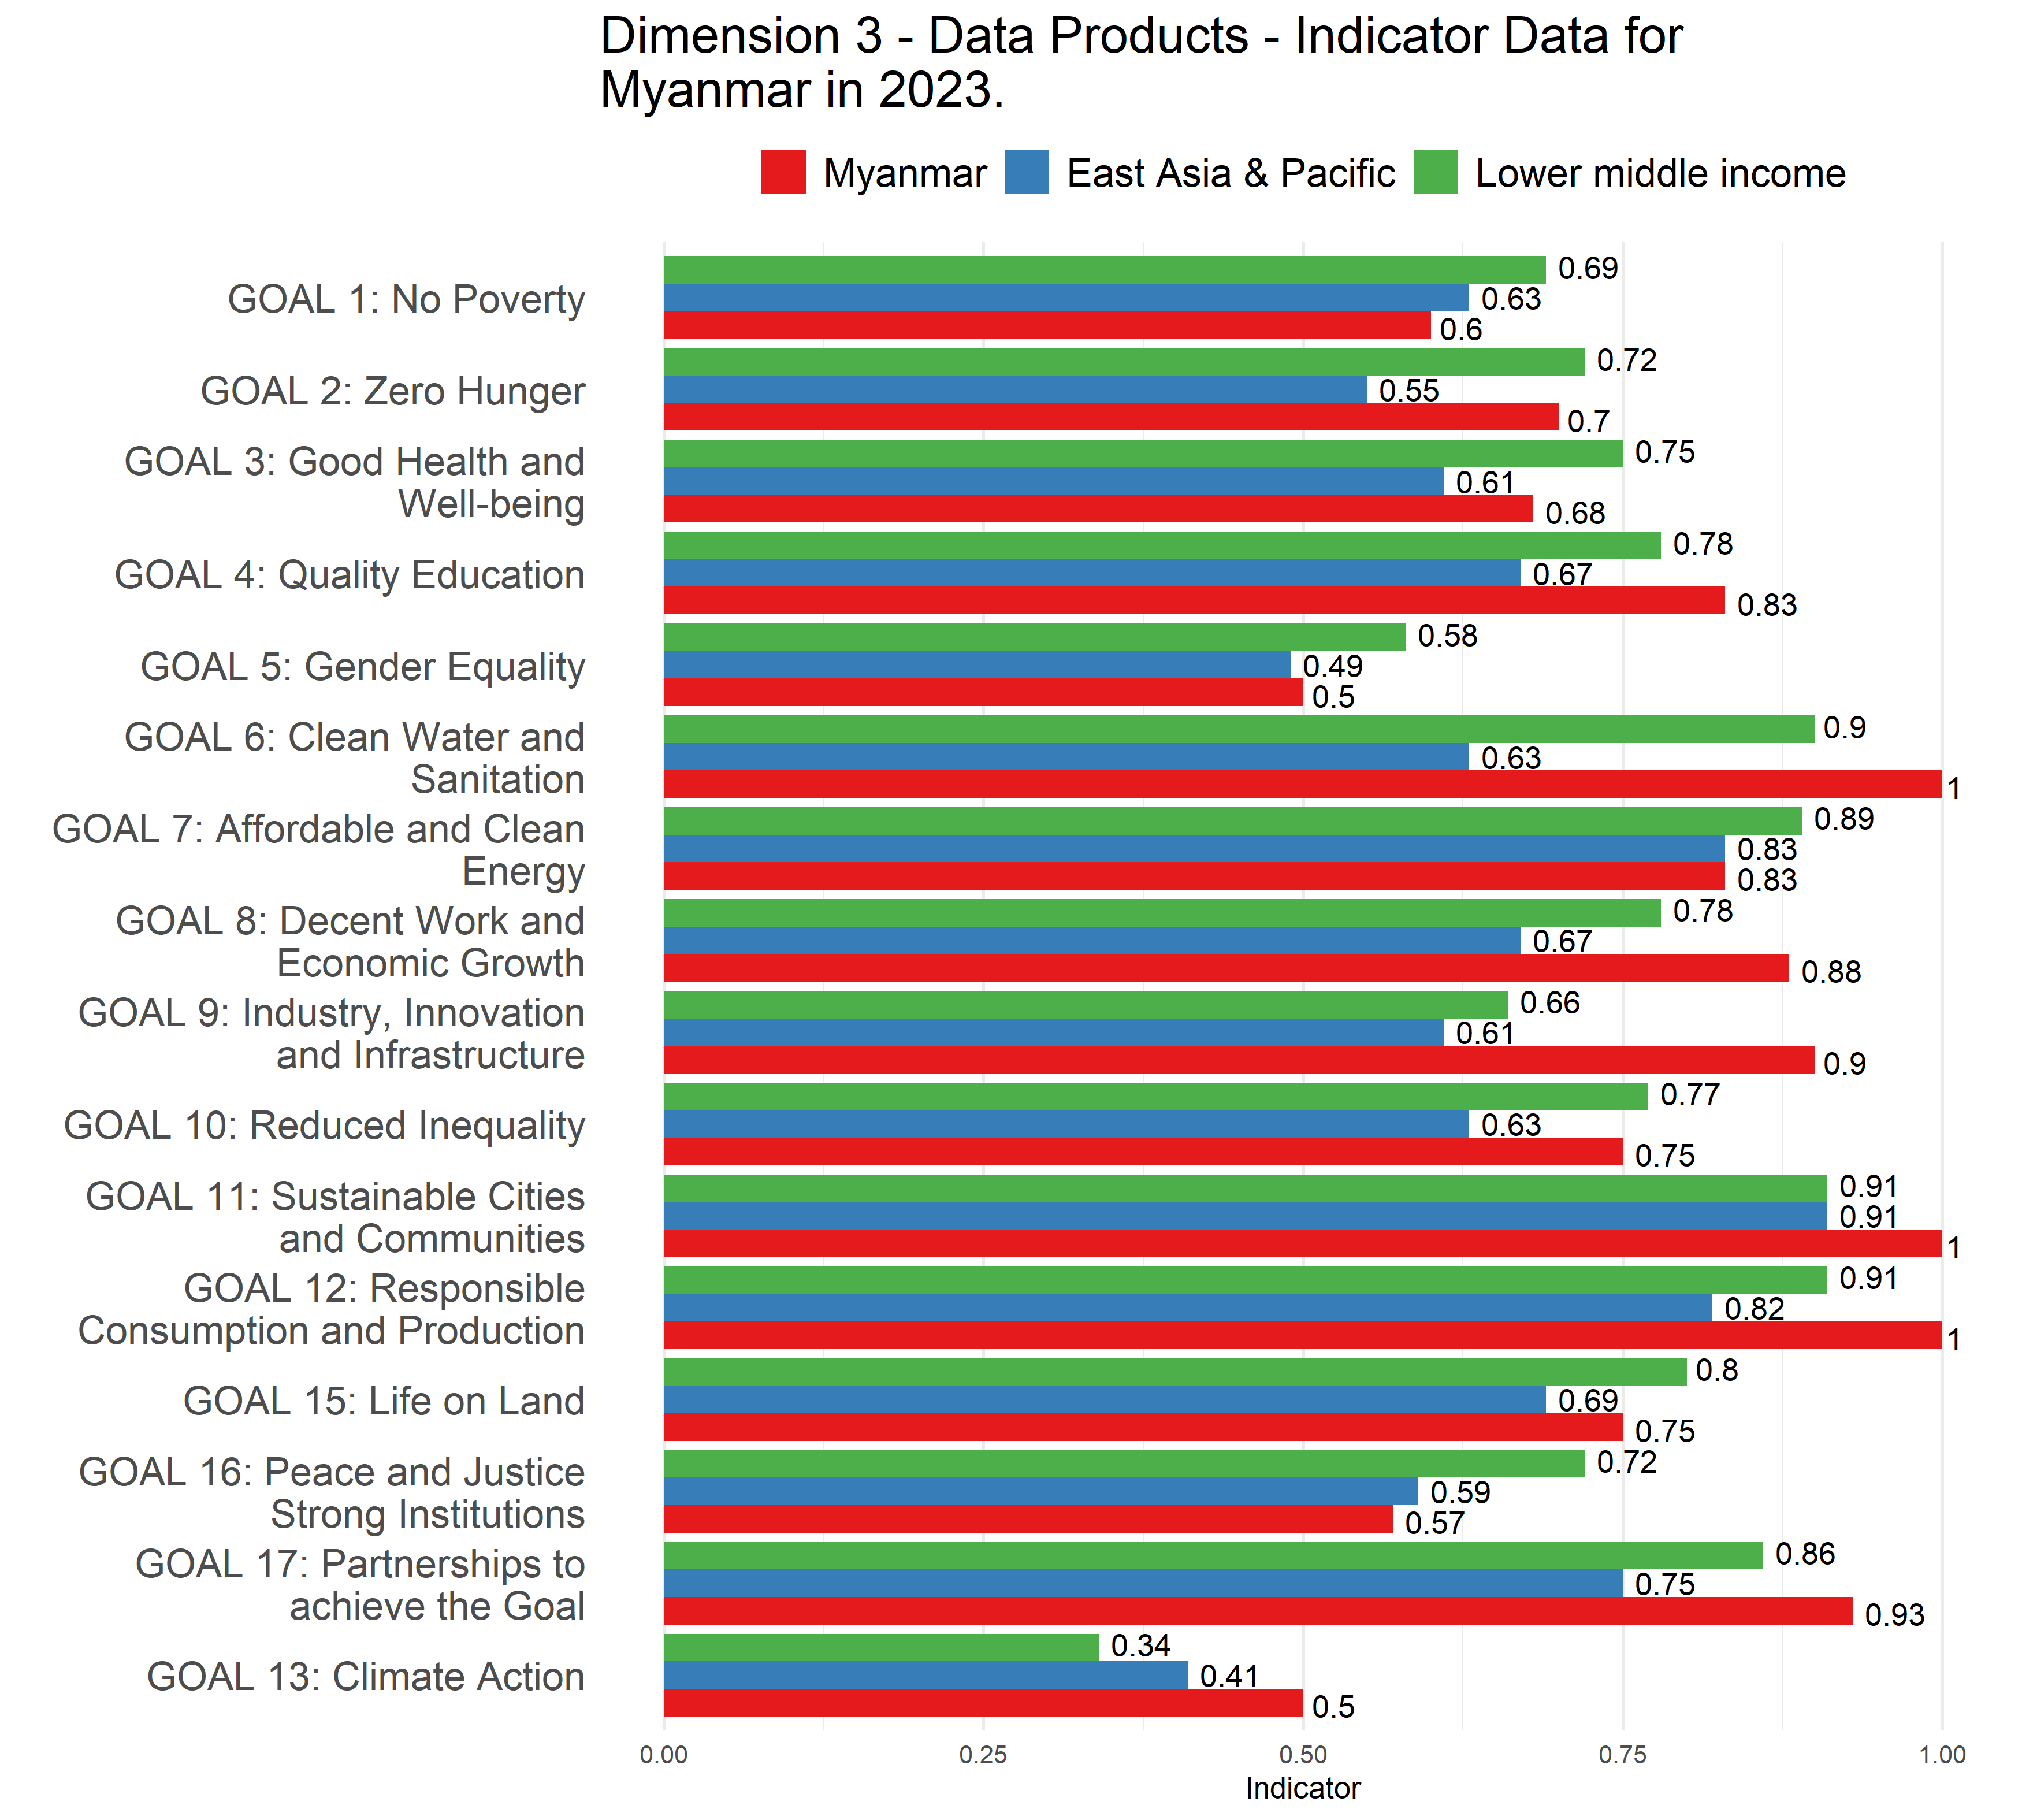 Dimension 3 - Data Products - Indicator Data for
Myanmar in 2023.
Myanmar East Asia & Pacific Lower middle income
GOAL 1: No Poverty
0.69
0.63
0.6
GOAL 2: Zero Hunger
0.72
0.55
0.7
GOAL 3: Good Health and
Well-being
0.75
0.61
0.68
GOAL 4: Quality Education
0.78
0.67
0.83
GOAL 5: Gender Equality
0.58
0.49
0.5
GOAL 6: Clean Water and
Sanitation
0.9
0.63
1
GOAL 7: Affordable and Clean
Energy
0.89
0.83
0.83
GOAL 8: Decent Work and
Economic Growth
0.78
0.67
0.88
GOAL 9: Industry, Innovation
and Infrastructure
0.66
0.61
0.9
GOAL 10: Reduced Inequality
0.77
0.63
0.75
GOAL 11: Sustainable Cities
and Communities
0.91
0.91
1
GOAL 12: Responsible
Consumption and Production
0.91
0.82
1
GOAL 15: Life on Land
0.8
0.69
0.75
GOAL 16: Peace and Justice
Strong Institutions
0.72
0.59
0.57
GOAL 17: Partnerships to
achieve the Goal
0.86
0.75
0.93
GOAL 13: Climate Action
0.34
0.41
0.5
0.00 0.25 0.50 0.75 1.00
Indicator